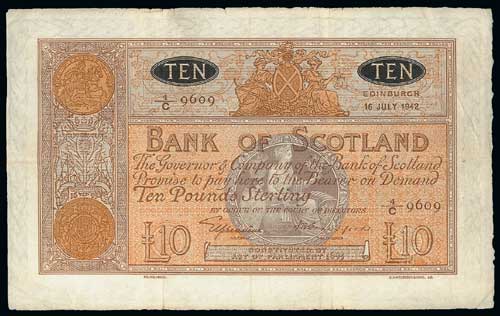 TEN TEN
EDINBURGH
1/C 9609 16 JULY 1942
BANK OF SCOTLAND
The Governor & Company of the Bank of Scotland
Promise to pay here to the Bearer on Demand
Ten Pounds Sterling
BY ORDER OF THE COURT OF DIRECTORS
1/C 9609
£10 £10
CONSTITUTED BY
ACT OF PARLIAMENT 1695